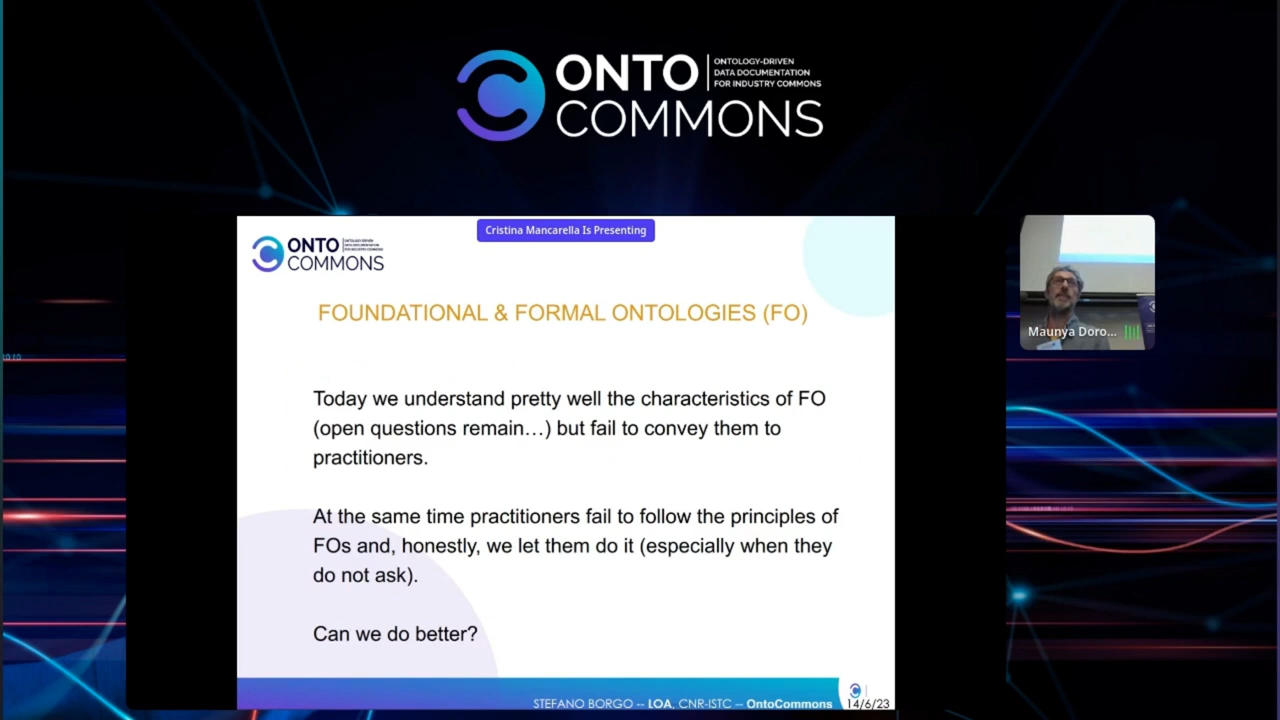 ONTO
COMMONS
ONTOLOGY-DRIVEN
DATA DOCUMENTATION
FOR INDUSTRY COMMONS
Cristina Mancarella Is Presenting
ONTO
COMMONS
FOUNDATIONAL & FORMAL ONTOLOGIES (FO)
Today we understand pretty well the characteristics of FO
(open questions remain…) but fail to convey them to
practitioners.
At the same time practitioners fail to follow the principles of
FOs and, honestly, we let them do it (especially when they
do not ask).
Can we do better?
STEFANO BORGO -- LOA, CNR-ISTC -- OntoCommons
14/6/23
Maunya Doro...